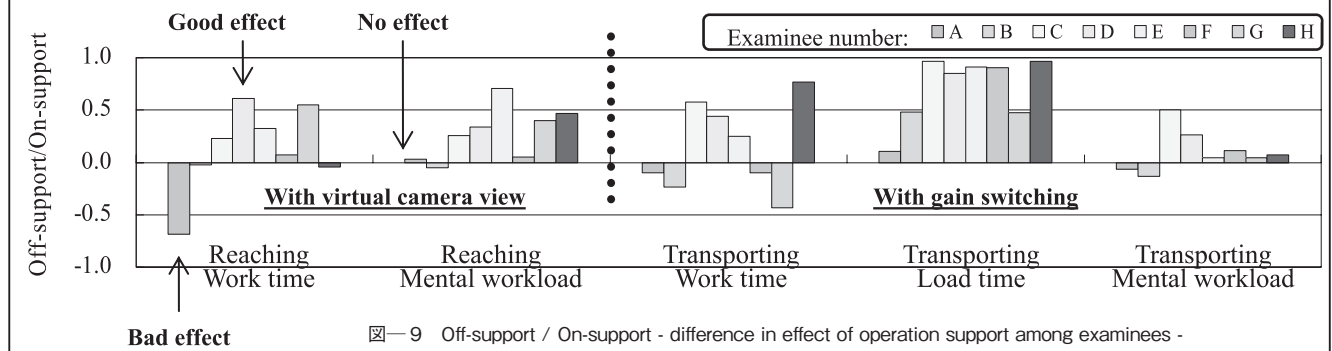 Good effect
No effect
Examinee number: A B C D E F G H
Off-support/On-support
1.0
0.5
0.0
-0.5
-1.0
With virtual camera view
With gain switching
Reaching
Work time
Reaching
Mental workload
Transporting
Work time
Transporting
Load time
Transporting
Mental workload
Bad effect
図—9 Off-support / On-support - difference in effect of operation support among examinees -